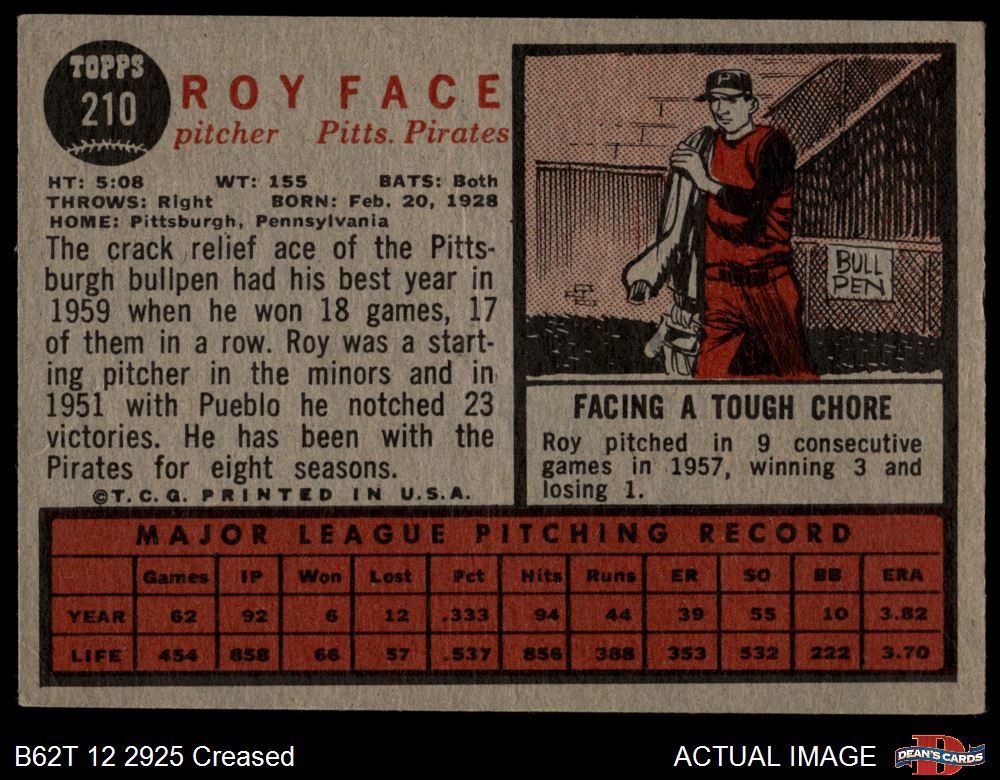 TOPPS
210
ROY FACE
pitcher Pitts. Pirates
HT: 5:08 WT: 155 BATS: Both
THROWS: Right BORN: Feb. 20, 1928
HOME: Pittsburgh, Pennsylvania
The crack relief ace of the Pitts-
burgh bullpen had his best year in
1959 when he won 18 games, 17
of them in a row. Roy was a start-
ing pitcher in the minors and in
1951 with Pueblo he notched 23
victories. He has been with the
Pirates for eight seasons.
©T.C.G. PRINTED IN U.S.A.
P
BULL
PEN
FACING A TOUGH CHORE
Roy pitched in 9 consecutive
games in 1957, winning 3 and
losing 1.
MAJOR LEAGUE PITCHING RECORD
Games IP Won Lost Pct Hits Runs ER SO BB ERA
YEAR 62 92 6 12 .333 94 44 39 55 10 3.82
LIFE 454 858 66 57 .537 856 388 353 532 222 3.70
B62T 12 2925 Creased
ACTUAL IMAGE
D
DEAN'S CARDS